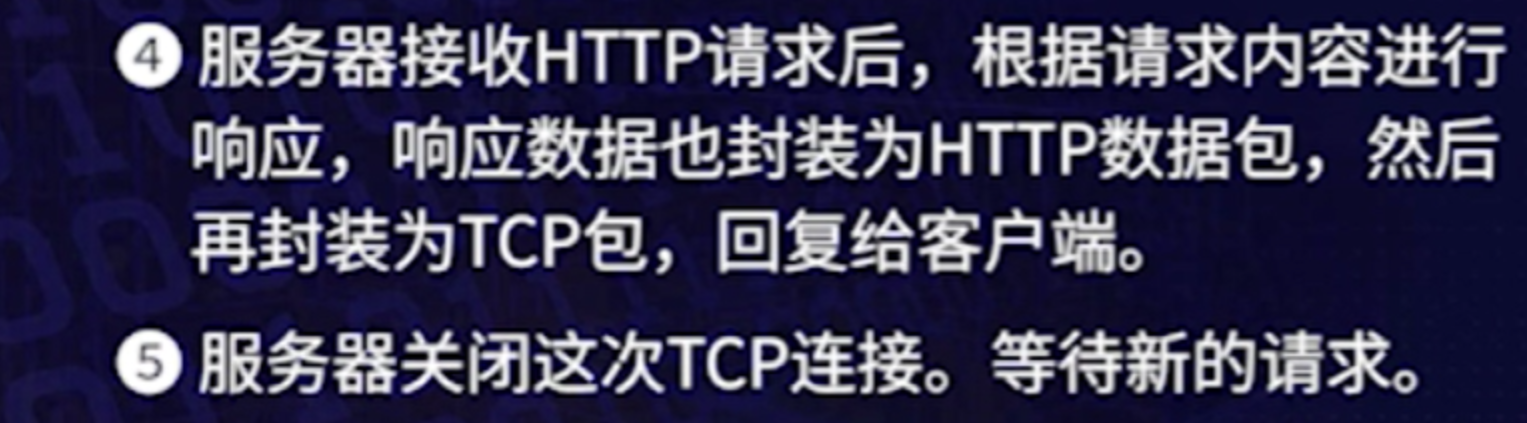 ④ 服务器接收HTTP请求后，根据请求内容进行
响应，响应数据也封装为HTTP数据包，然后
再封装为TCP包，回复给客户端。
⑤ 服务器关闭这次TCP连接。等待新的请求。